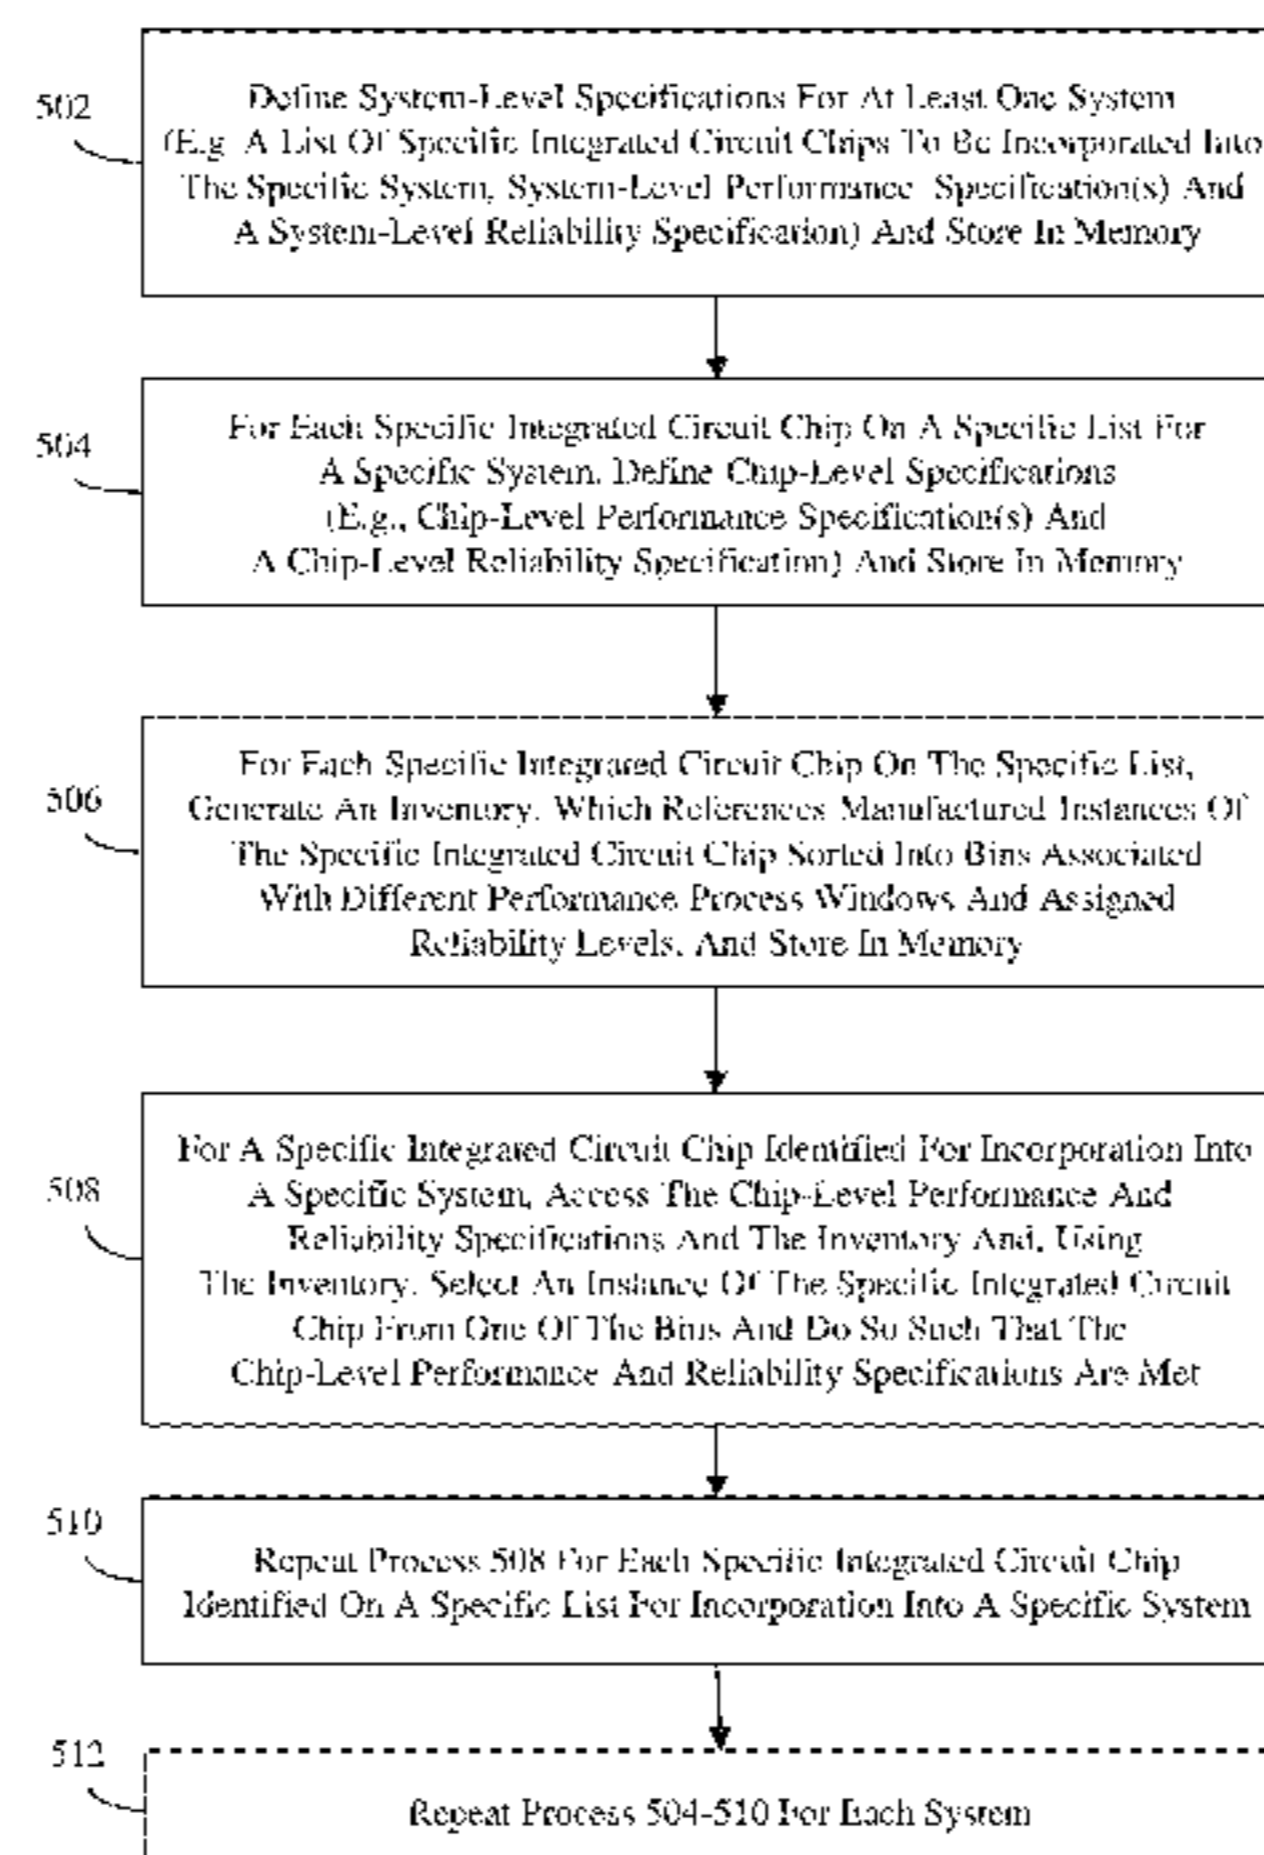 502
Define System-Level Specifications For At Least One System
(E.g. A List Of Specific Integrated Circuit Chips To Be Incorporated Into
The Specific System, System-Level Performance Specification(s) And
A System-Level Reliability Specification) And Store In Memory
504
For Each Specific Integrated Circuit Chip On A Specific List For
A Specific System, Define Chip-Level Specifications
(E.g., Chip-Level Performance Specification(s) And
A Chip-Level Reliability Specification) And Store In Memory
506
For Each Specific Integrated Circuit Chip On The Specific List,
Generate An Inventory, Which References Manufactured Instances Of
The Specific Integrated Circuit Chip Sorted Into Bins Associated
With Different Performance Process Windows And Assigned
Reliability Levels, And Store In Memory
508
For A Specific Integrated Circuit Chip Identified For Incorporation Into
A Specific System, Access The Chip-Level Performance And
Reliability Specifications And The Inventory And, Using
The Inventory, Select An Instance Of The Specific Integrated Circuit
Chip From One Of The Bins And Do So Such That The
Chip-Level Performance And Reliability Specifications Are Met
510
Repeat Process 508 For Each Specific Integrated Circuit Chip
Identified On A Specific List For Incorporation Into A Specific System
512
Repeat Process 504-510 For Each System